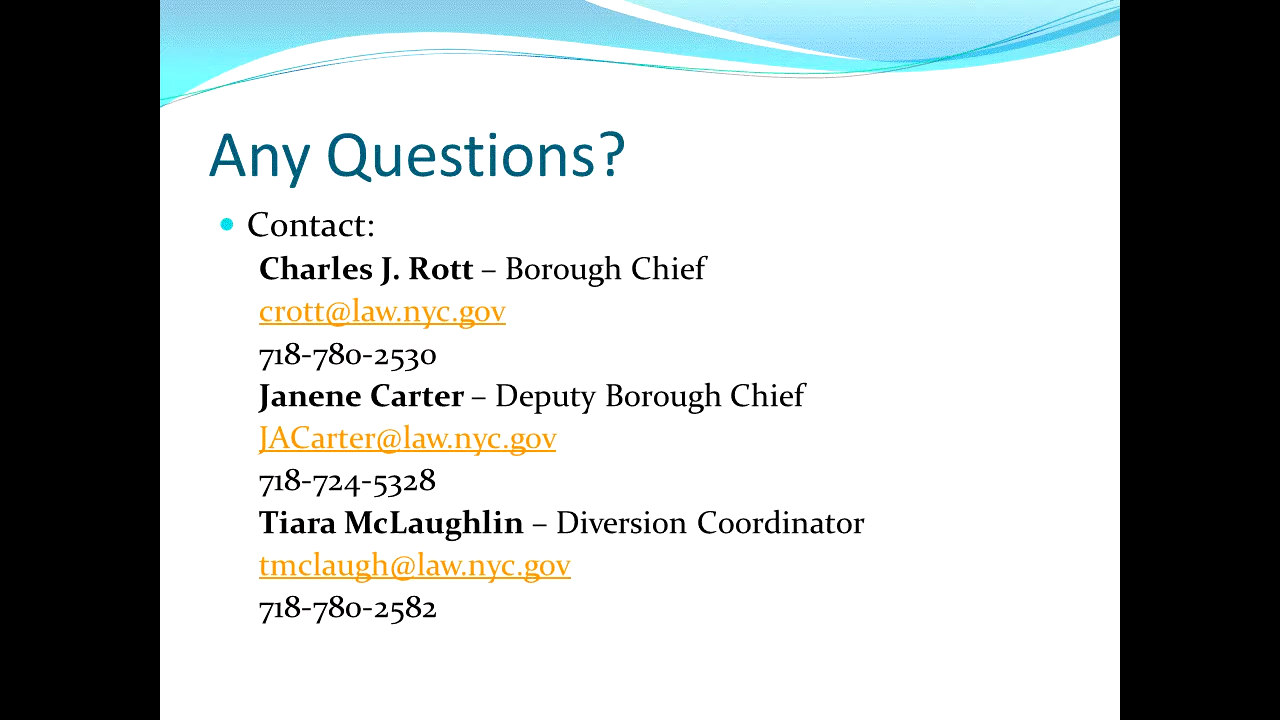 Any Questions?
• Contact:
Charles J. Rott – Borough Chief
crott@law.nyc.gov
718-780-2530
Janene Carter – Deputy Borough Chief
JACarter@law.nyc.gov
718-724-5328
Tiara McLaughlin – Diversion Coordinator
tmclaugh@law.nyc.gov
718-780-2582